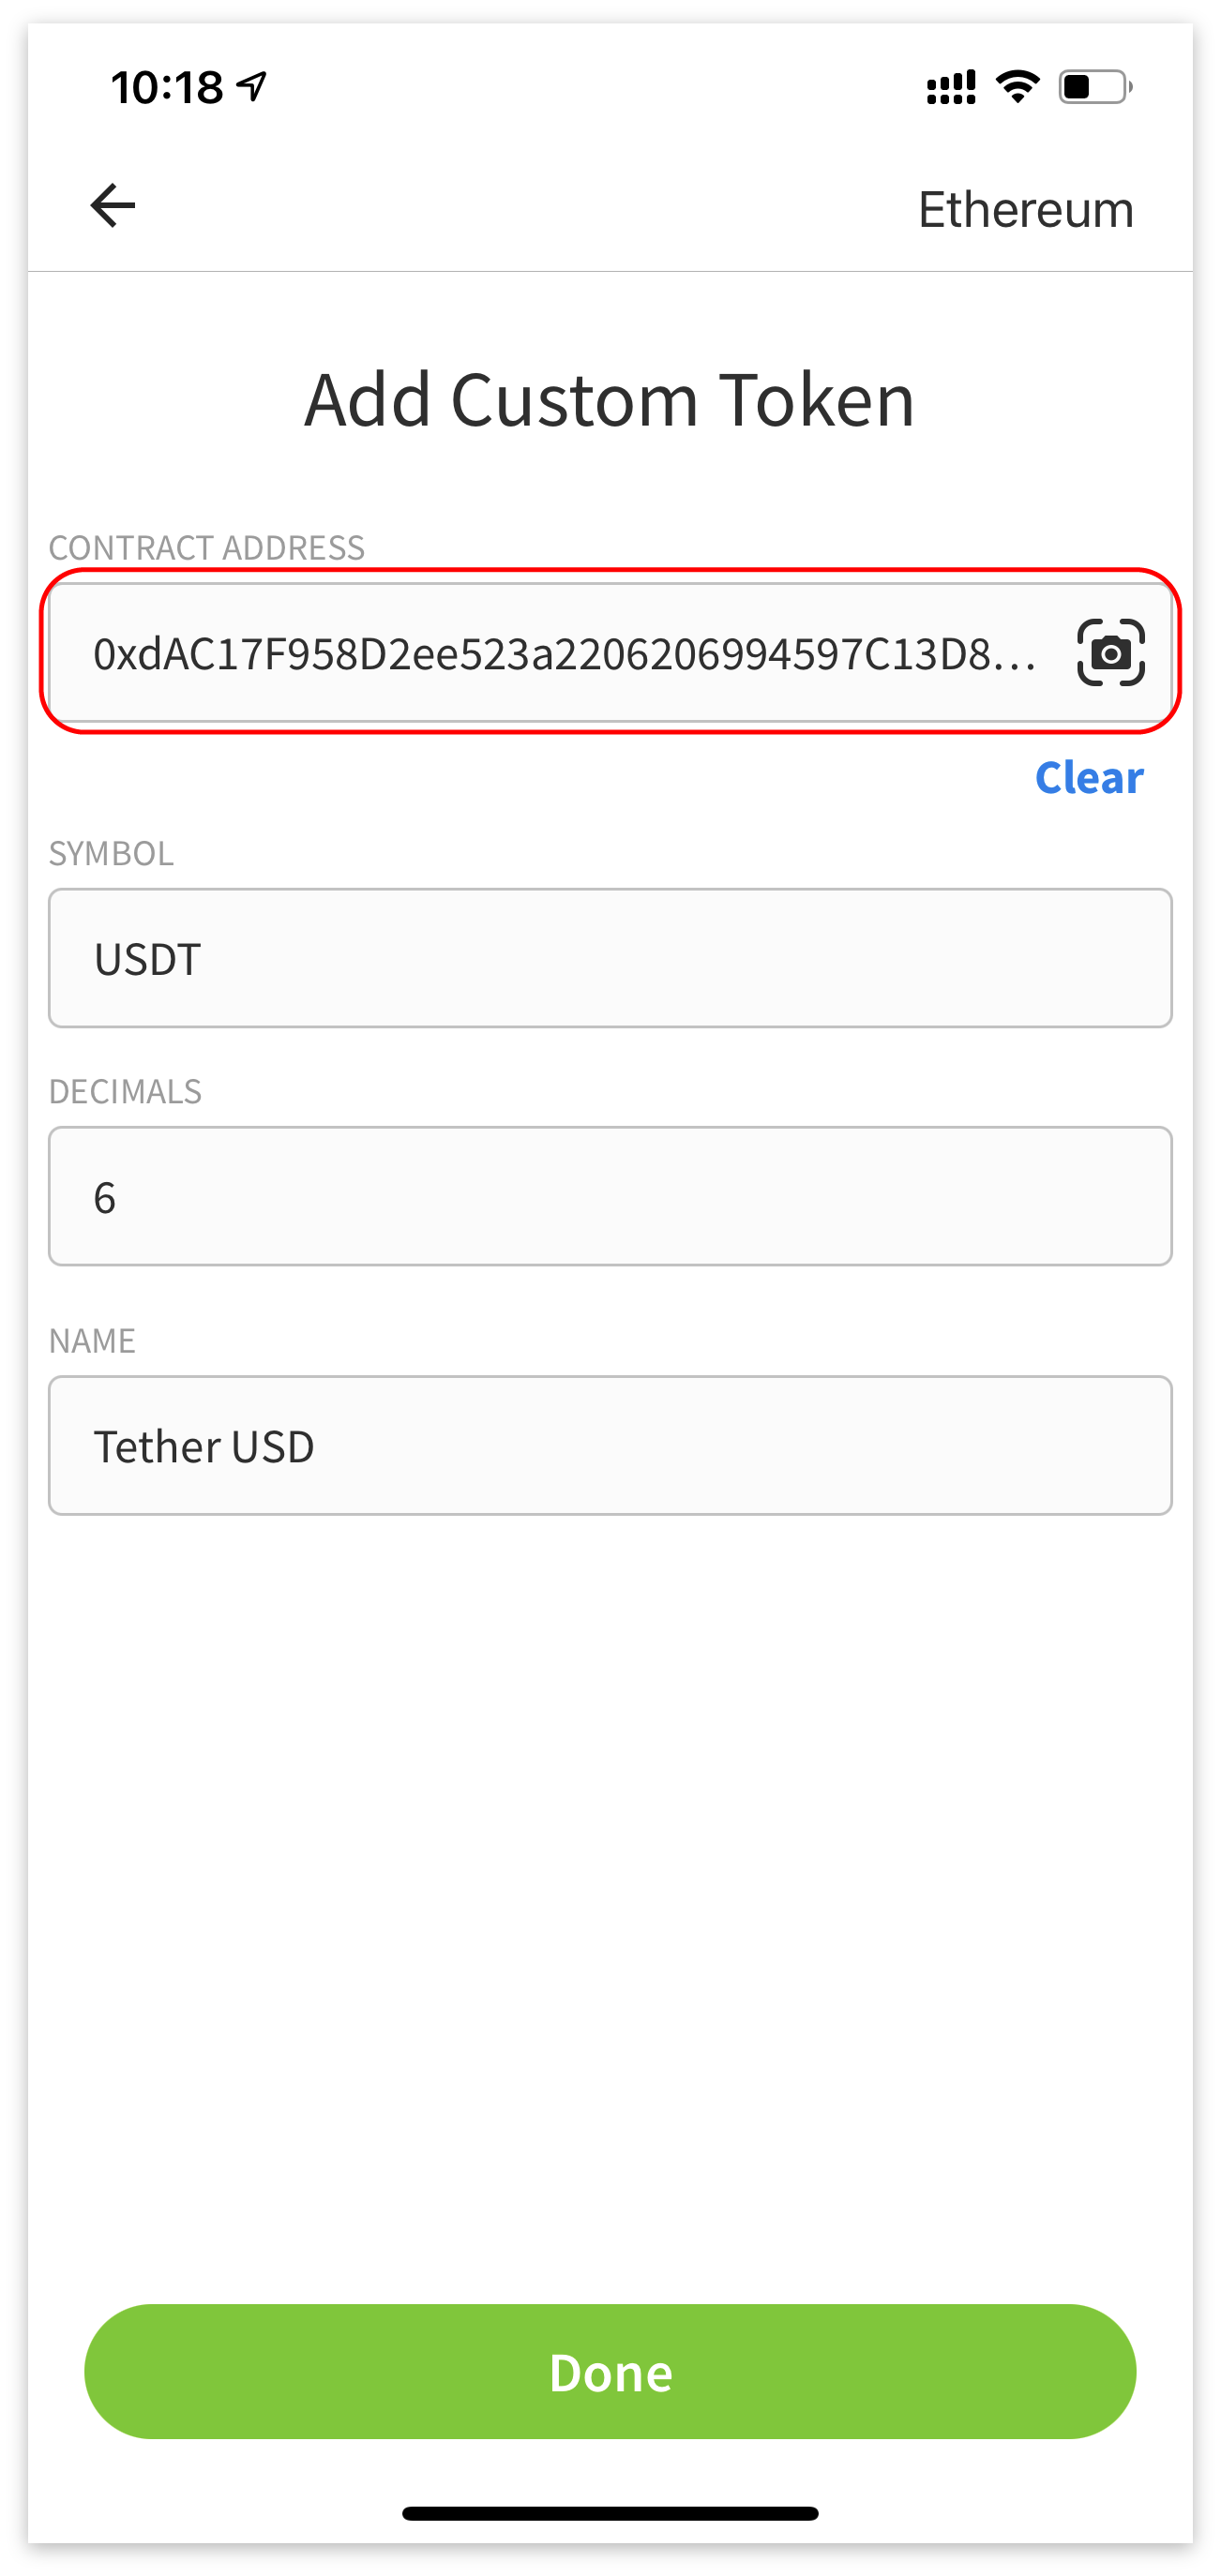 10:18
Ethereum
Add Custom Token
CONTRACT ADDRESS
0xdAC17F958D2ee523a2206206994597C13D8...
Clear
SYMBOL
USDT
DECIMALS
6
NAME
Tether USD
Done